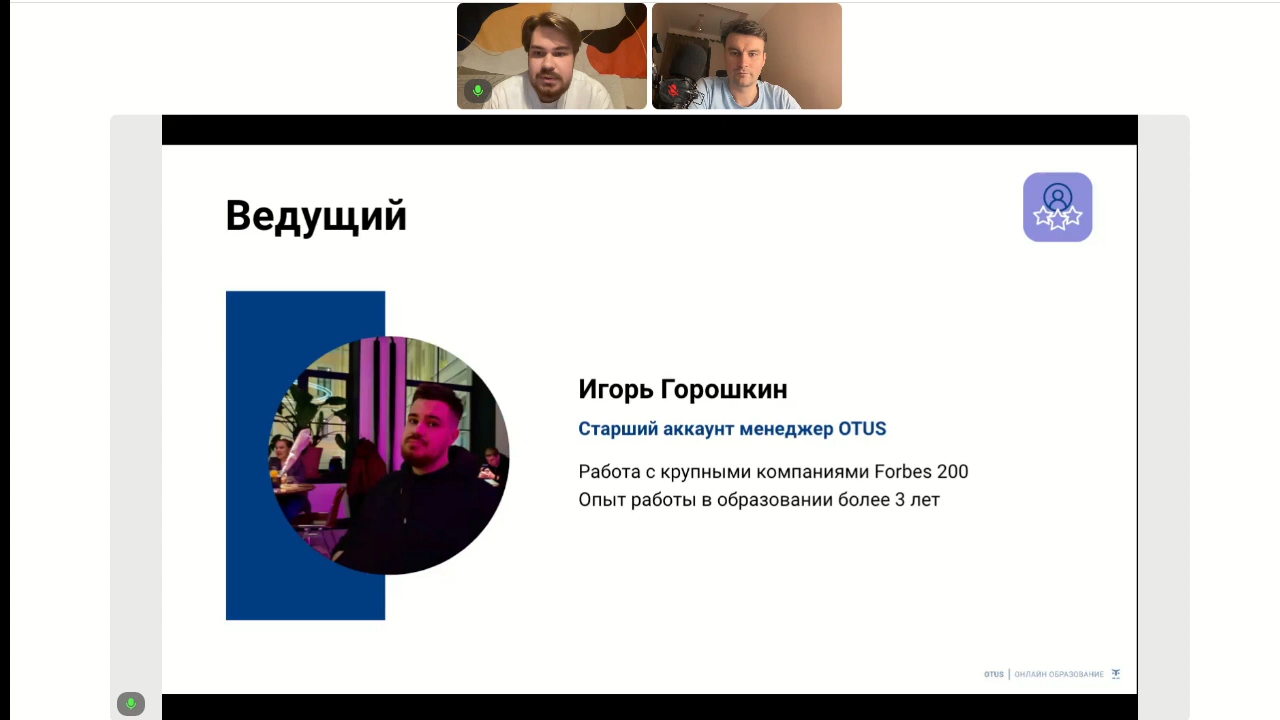 Ведущий
Игорь Горошкин
Старший аккаунт менеджер OTUS
Работа с крупными компаниями Forbes 200
Опыт работы в образовании более 3 лет
OTUS | ОНЛАЙН ОБРАЗОВАНИЕ